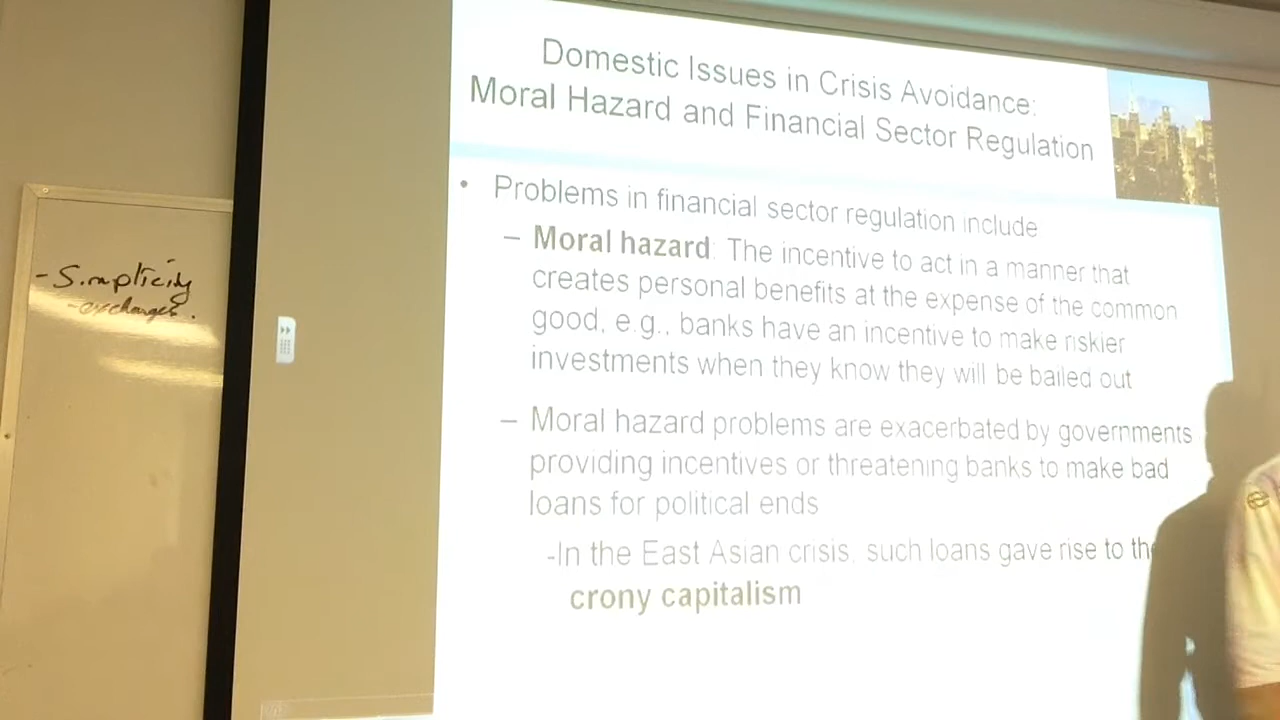 Domestic Issues in Crisis Avoidance:
Moral Hazard and Financial Sector Regulation
• Problems in financial sector regulation include
– Moral hazard: The incentive to act in a manner that
creates personal benefits at the expense of the common
good, e.g., banks have an incentive to make riskier
investments when they know they will be bailed out
– Moral hazard problems are exacerbated by governments
providing incentives or threatening banks to make bad
loans for political ends
-In the East Asian crisis, such loans gave rise to the
crony capitalism
- Simplicity
- exchanges.